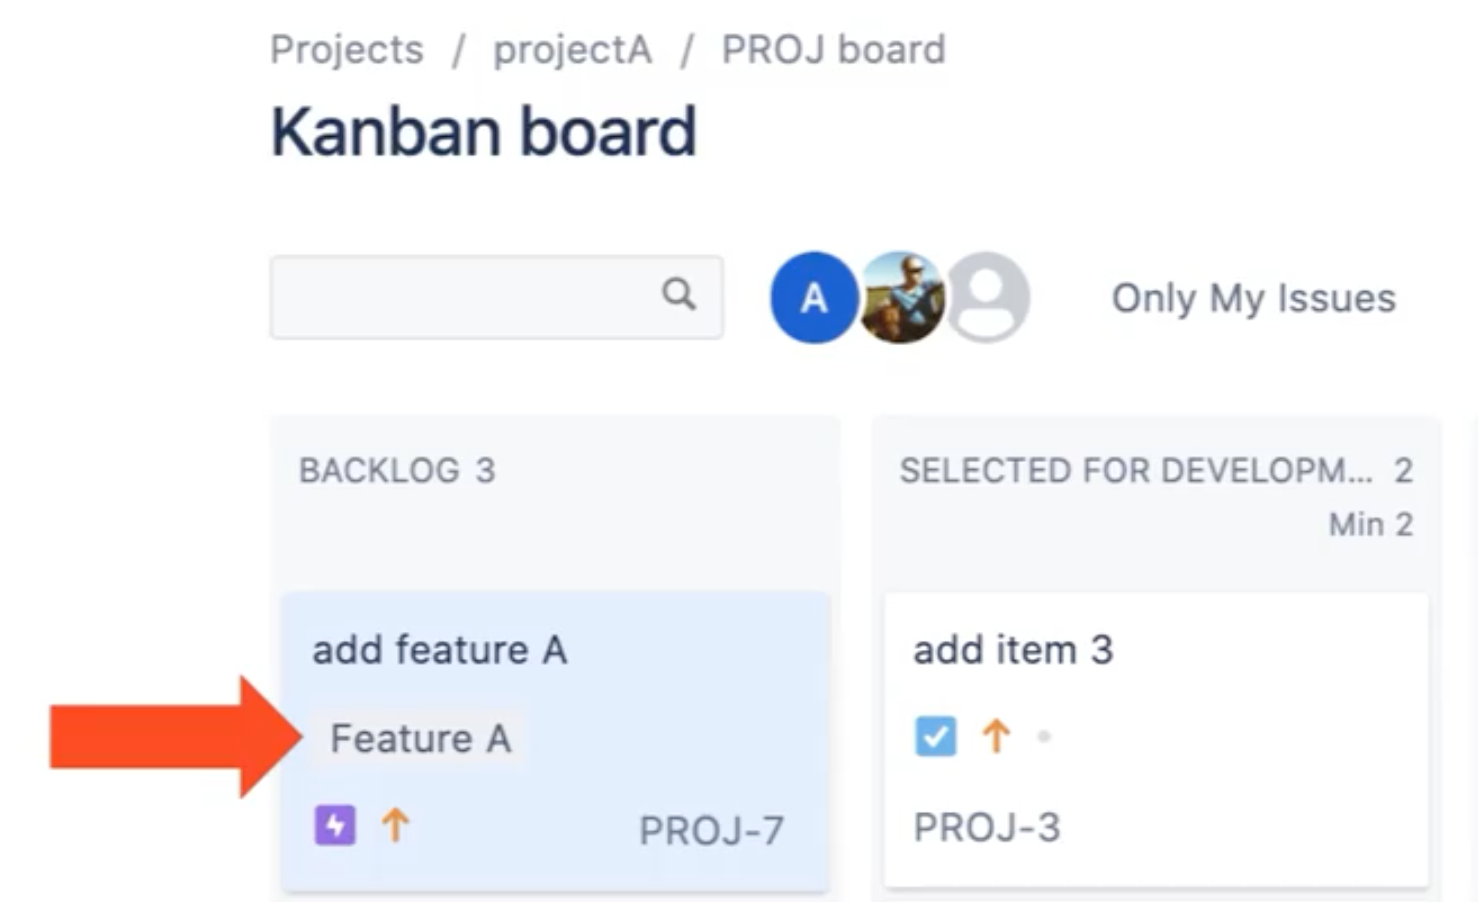 Projects / projectA / PROJ board
Kanban board
A
Only My Issues
BACKLOG 3
SELECTED FOR DEVELOPM... 2
Min 2
add feature A
Feature A
PROJ-7
add item 3
PROJ-3